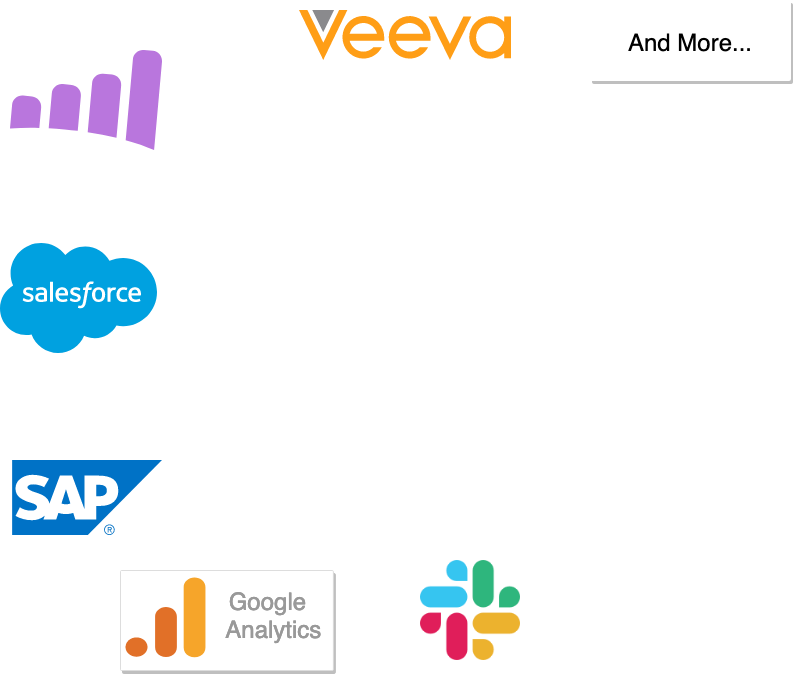 veeva
And More...
salesforce
SAP
®
Google
Analytics